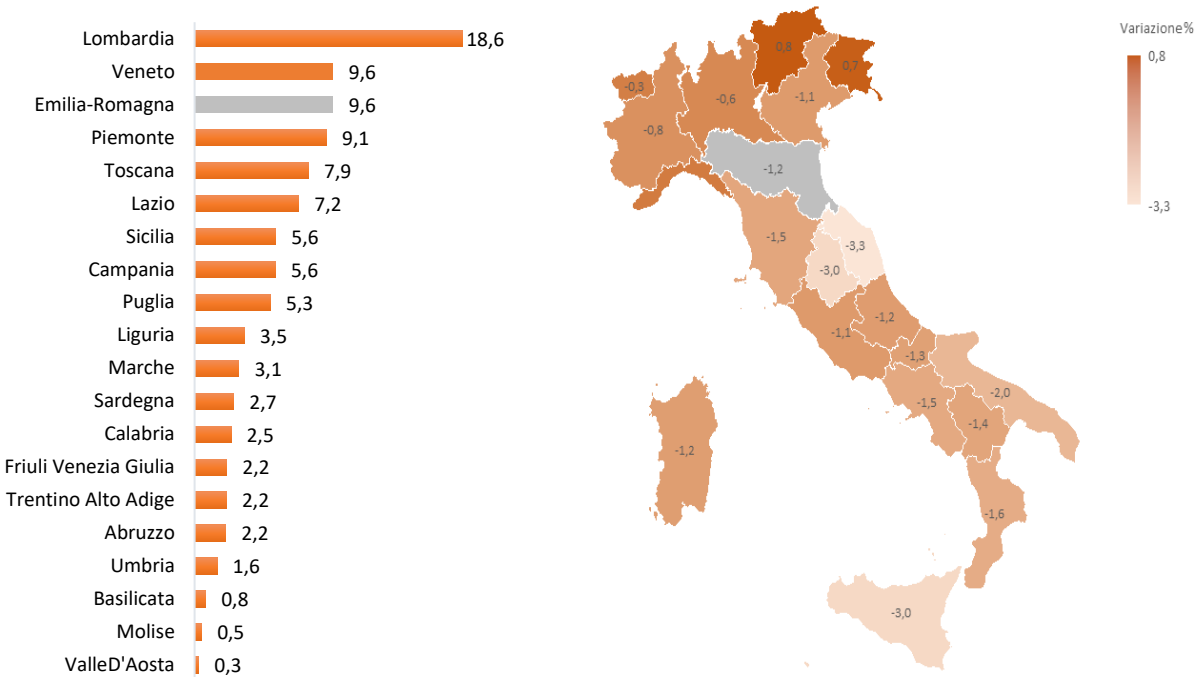 Lombardia 18,6
Veneto 9,6
Emilia-Romagna 9,6
Piemonte 9,1
Toscana 7,9
Lazio 7,2
Sicilia 5,6
Campania 5,6
Puglia 5,3
Liguria 3,5
Marche 3,1
Sardegna 2,7
Calabria 2,5
Friuli Venezia Giulia 2,2
Trentino Alto Adige 2,2
Abruzzo 2,2
Umbria 1,6
Basilicata 0,8
Molise 0,5
ValleD'Aosta 0,3
Variazione%
0,8
-3,3
0,8
0,7
-0,3
-0,6
-1,1
-0,8
-1,2
-1,5
-3,3
-3,0
-1,2
-1,1
-1,3
-2,0
-1,5
-1,4
-1,2
-1,6
-3,0